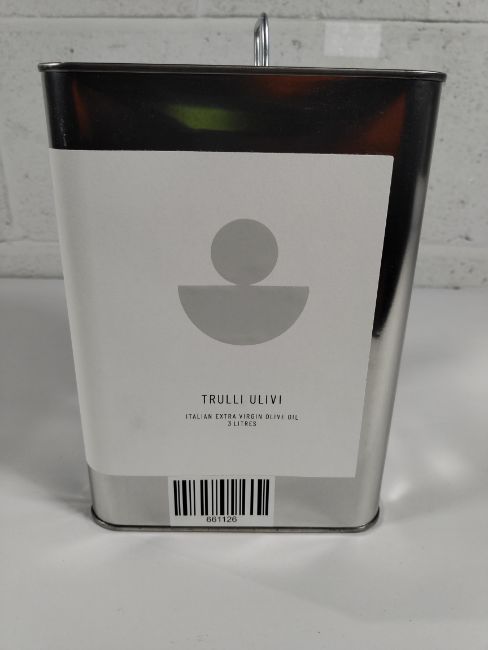 TRULLI ULIVI
ITALIAN EXTRA VIRGIN OLIVE OIL
3 LITRES
661126